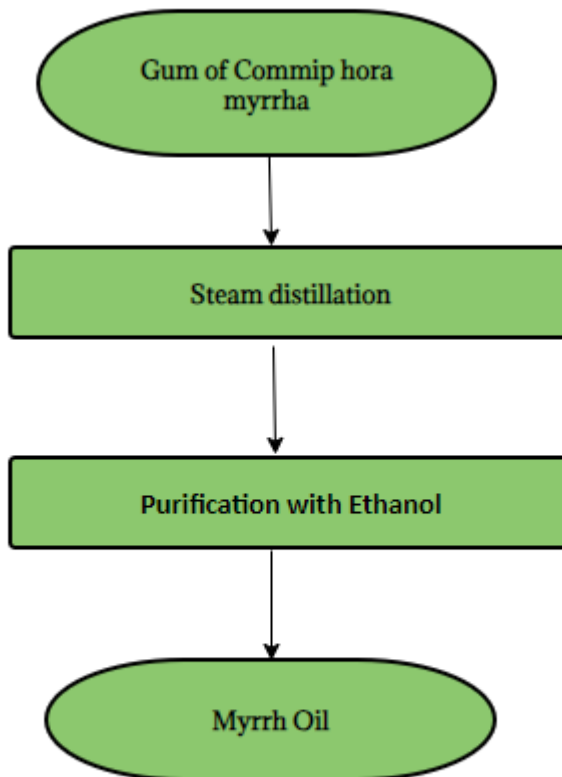 Gum of Commip hora
myrrha
Steam distillation
Purification with Ethanol
Myrrh Oil